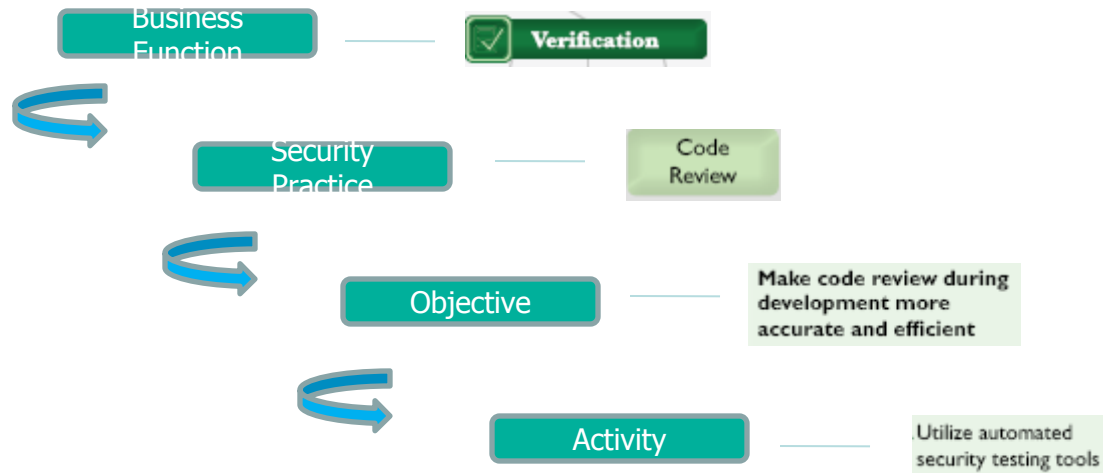 Business
Function
Verification
Security
Practice
Code
Review
Objective
Make code review during
development more
accurate and efficient
Activity
Utilize automated
security testing tools